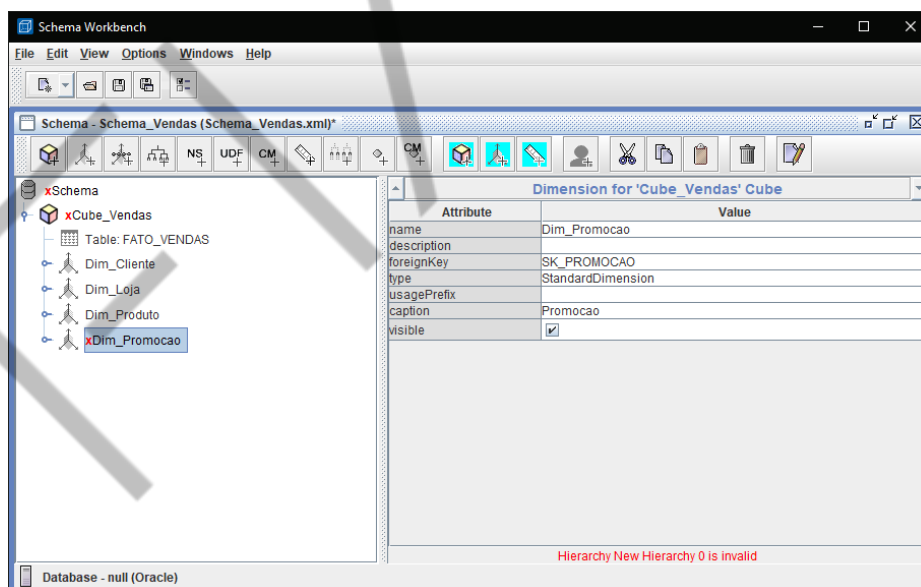 Schema Workbench
File Edit View Options Windows Help
Schema - Schema_Vendas (Schema_Vendas.xml)*
NS UDF CM CM
xSchema
xCube_Vendas
Table: FATO_VENDAS
Dim_Cliente
Dim_Loja
Dim_Produto
xDim_Promocao
Dimension for 'Cube_Vendas' Cube
Attribute Value
name Dim_Promocao
description
foreignKey SK_PROMOCAO
type StandardDimension
usagePrefix
caption Promocao
visible
Hierarchy New Hierarchy 0 is invalid
Database - null (Oracle)